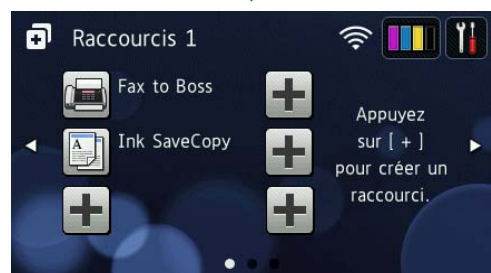 Raccourcis 1
Fax to Boss
Ink SaveCopy
Appuyez
sur [ + ]
pour créer un
raccourci.